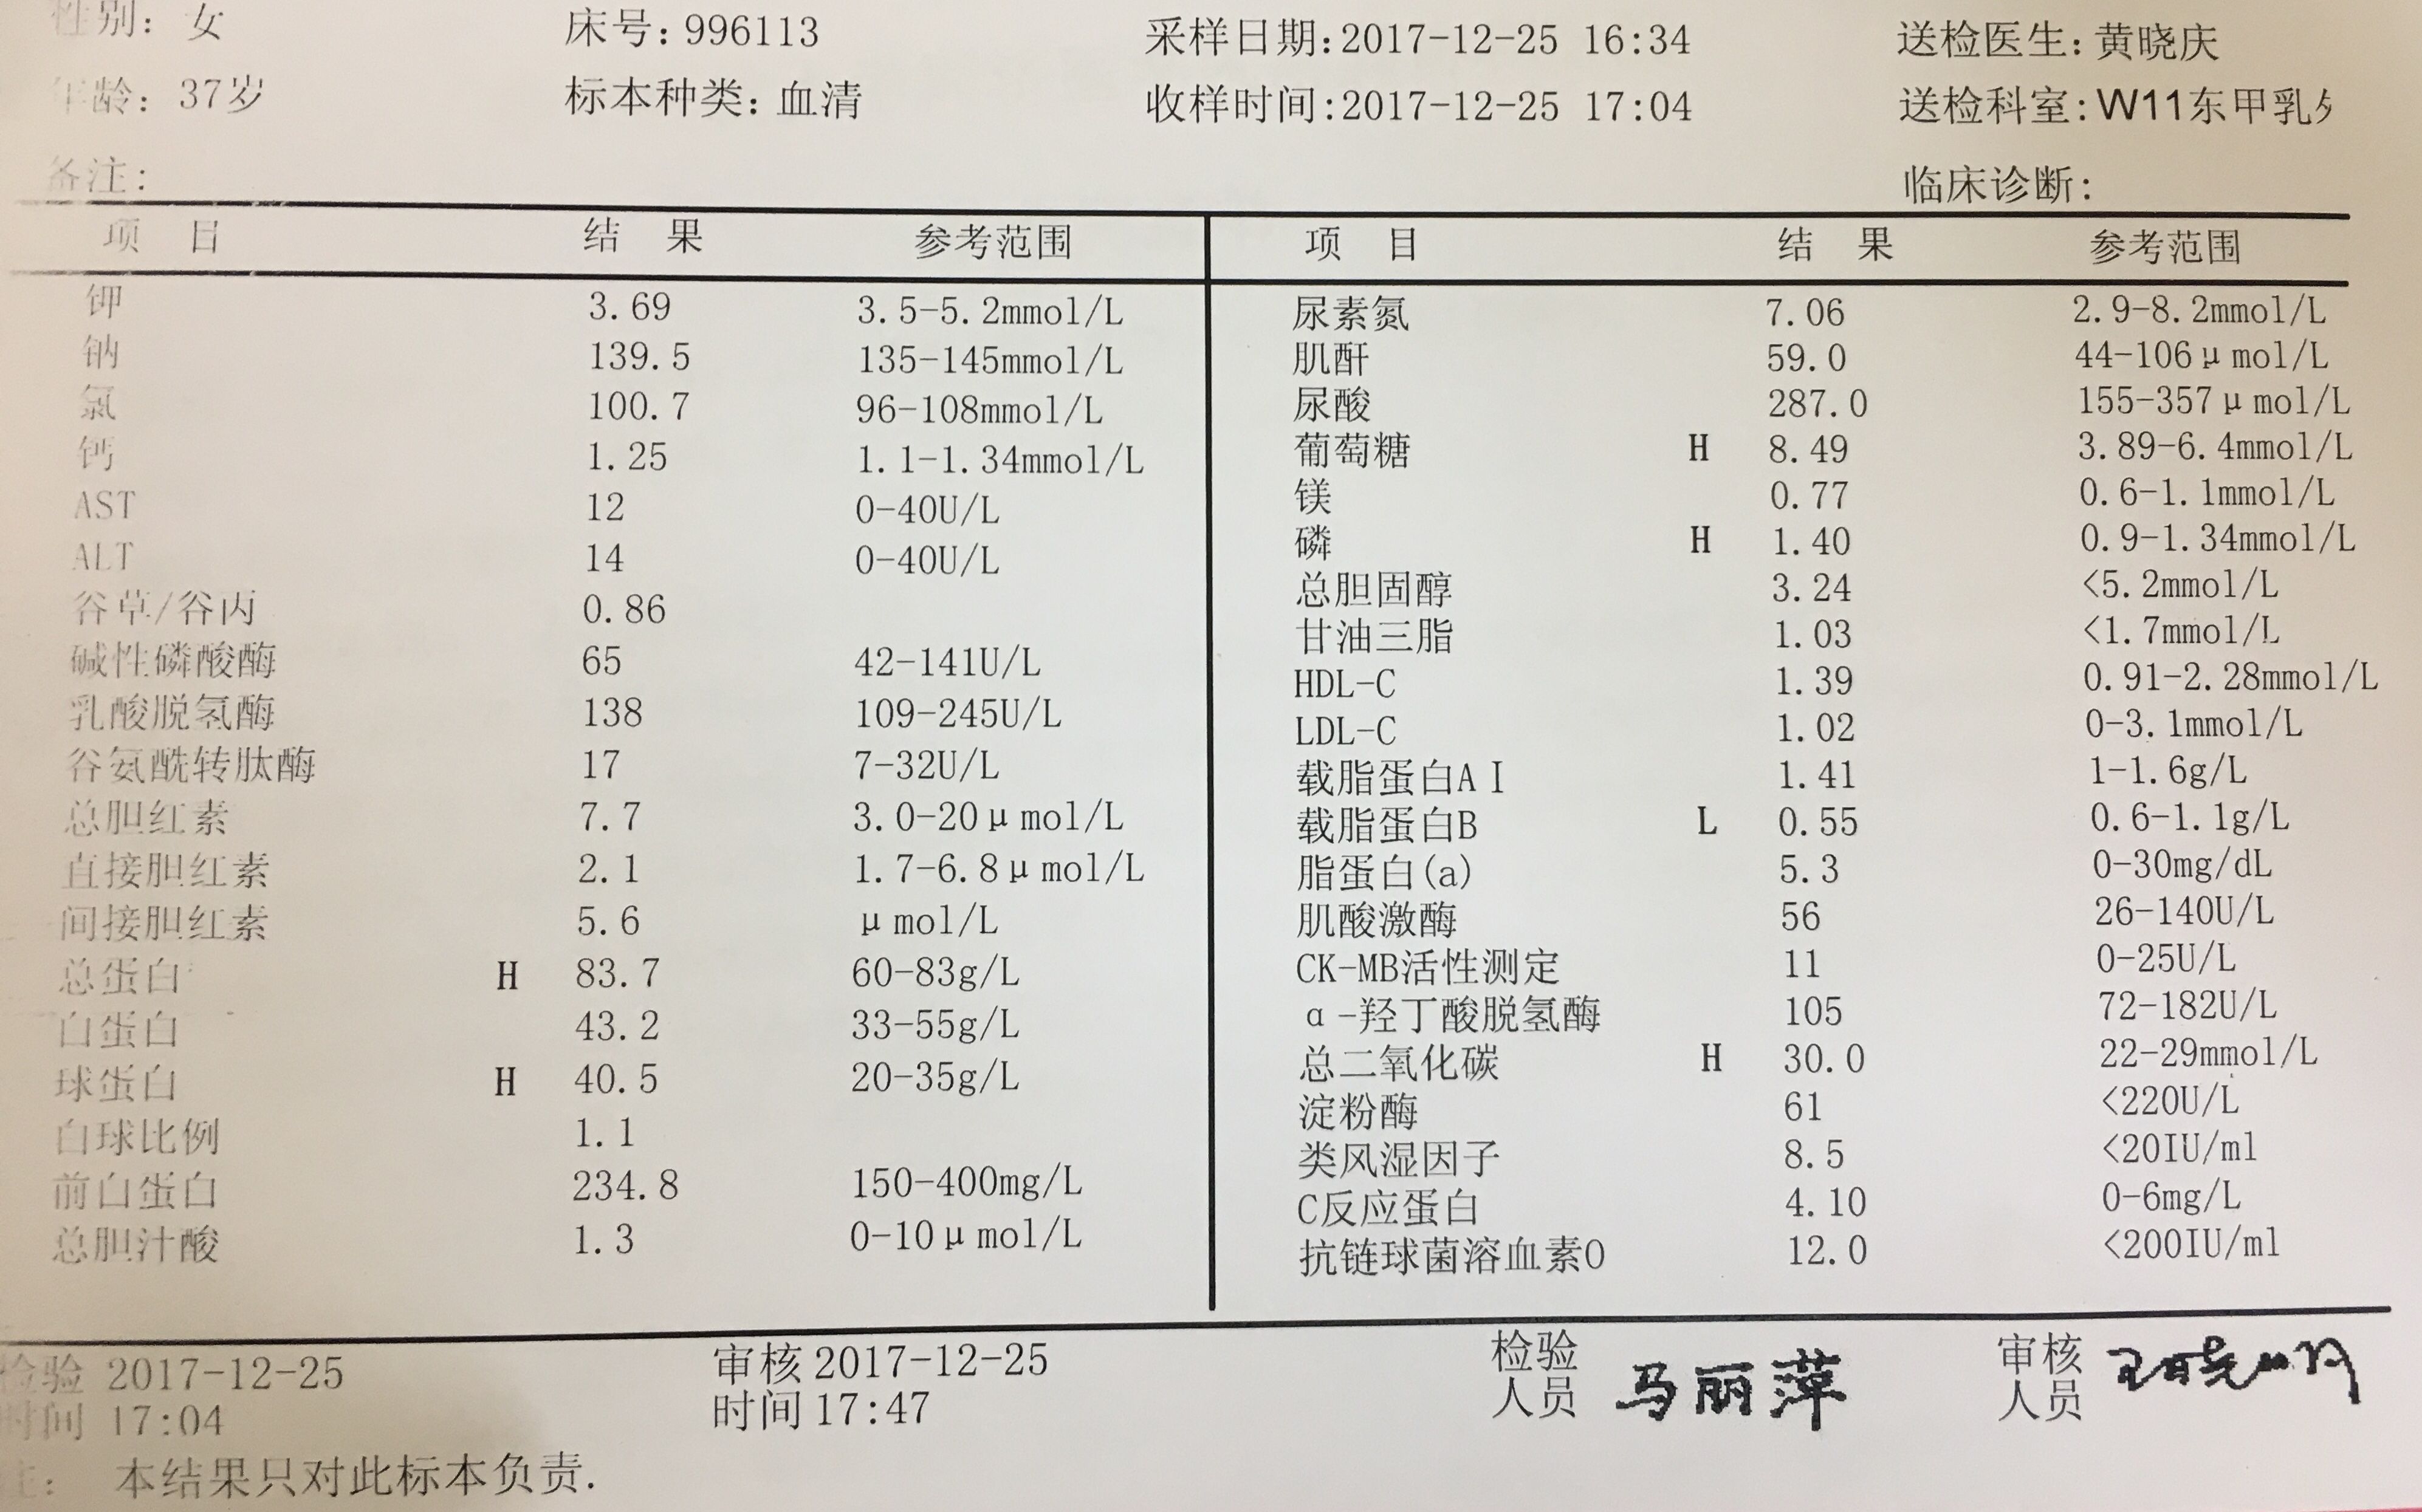 性别: 女 床号: 996113 采样日期:2017-12-25 16:34 送检医生: 黄晓庆
年龄: 37岁 标本种类: 血清 收样时间:2017-12-25 17:04 送检科室: W11东甲乳
备注: 临床诊断:
项 目 结 果 参考范围 项 目 结 果 参考范围
钾 3.69 3.5-5.2mmol/L 尿素氮 7.06 2.9-8.2mmol/L
钠 139.5 135-145mmol/L 肌酐 59.0 44-106μmol/L
氯 100.7 96-108mmol/L 尿酸 287.0 155-357μmol/L
钙 1.25 1.1-1.34mmol/L 葡萄糖 H 8.49 3.89-6.4mmol/L
AST 12 0-40U/L 镁 0.77 0.6-1.1mmol/L
ALT 14 0-40U/L 磷 H 1.40 0.9-1.34mmol/L
谷草/谷丙 0.86 总胆固醇 3.24 <5.2mmol/L
碱性磷酸酶 65 42-141U/L 甘油三脂 1.03 <1.7mmol/L
乳酸脱氢酶 138 109-245U/L HDL-C 1.39 0.91-2.28mmol/L
谷氨酰转肽酶 17 7-32U/L LDL-C 1.02 0-3.1mmol/L
总胆红素 7.7 3.0-20μmol/L 载脂蛋白AⅠ 1.41 1-1.6g/L
直接胆红素 2.1 1.7-6.8μmol/L 载脂蛋白B L 0.55 0.6-1.1g/L
间接胆红素 5.6 μmol/L 脂蛋白(a) 5.3 0-30mg/dL
总蛋白 H 83.7 60-83g/L 肌酸激酶 56 26-140U/L
白蛋白 43.2 33-55g/L CK-MB活性测定 11 0-25U/L
球蛋白 H 40.5 20-35g/L α-羟丁酸脱氢酶 105 72-182U/L
白球比例 1.1 总二氧化碳 H 30.0 22-29mmol/L
前白蛋白 234.8 150-400mg/L 淀粉酶 61 <220U/L
总胆汁酸 1.3 0-10μmol/L 类风湿因子 8.5 <20IU/ml
C反应蛋白 4.10 0-6mg/L
抗链球菌溶血素O 12.0 <200IU/ml
检验 2017-12-25 审核 2017-12-25 检验 马丽萍 审核
时间 17:04 时间 17:47 人员 人员
注: 本结果只对此标本负责.